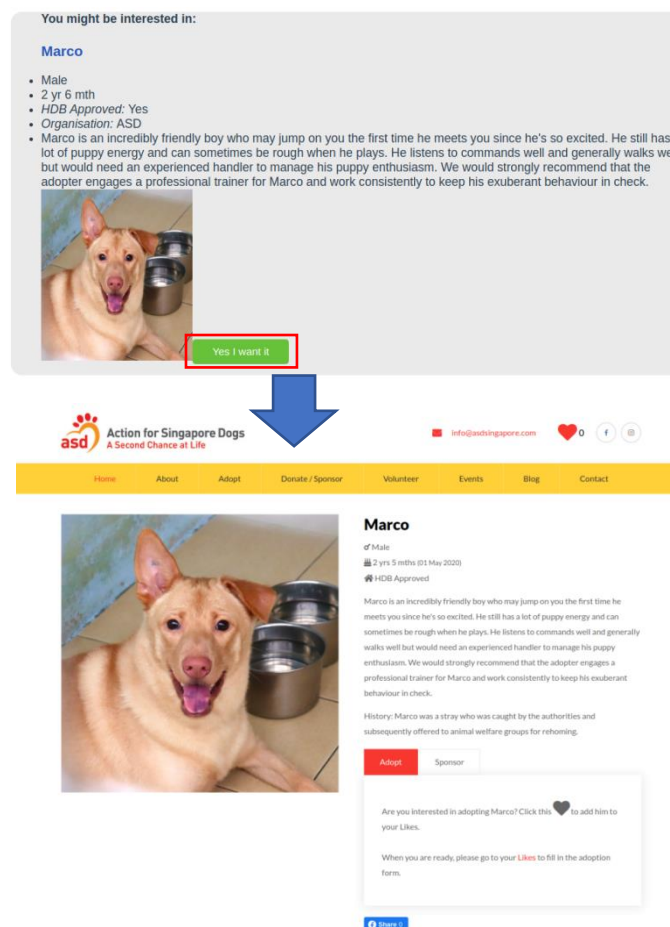 You might be interested in:
Marco
Male
2 yr 6 mth
HDB Approved: Yes
Organisation: ASD
Marco is an incredibly friendly boy who may jump on you the first time he meets you since he's so excited. He still has
lot of puppy energy and can sometimes be rough when he plays. He listens to commands well and generally walks we
but would need an experienced handler to manage his puppy enthusiasm. We would strongly recommend that the
adopter engages a professional trainer for Marco and work consistently to keep his exuberant behaviour in check.
Yes I want it
asd Action for Singapore Dogs
A Second Chance at Life
info@asdsingapore.com 0
Home About Adopt Donate / Sponsor Volunteer Events Blog Contact
Marco
Male
2 yrs 5 mths (01 May 2020)
HDB Approved
Marco is an incredibly friendly boy who may jump on you the first time he
meets you since he's so excited. He still has a lot of puppy energy and can
sometimes be rough when he plays. He listens to commands well and generally
walks well but would need an experienced handler to manage his puppy
enthusiasm. We would strongly recommend that the adopter engages a
professional trainer for Marco and work consistently to keep his exuberant
behaviour in check.
History: Marco was a stray who was caught by the authorities and
subsequently offered to animal welfare groups for rehoming.
Adopt Sponsor
Are you interested in adopting Marco? Click this to add him to
your Likes.
When you are ready, please go to your Likes to fill in the adoption
form.
Share 0